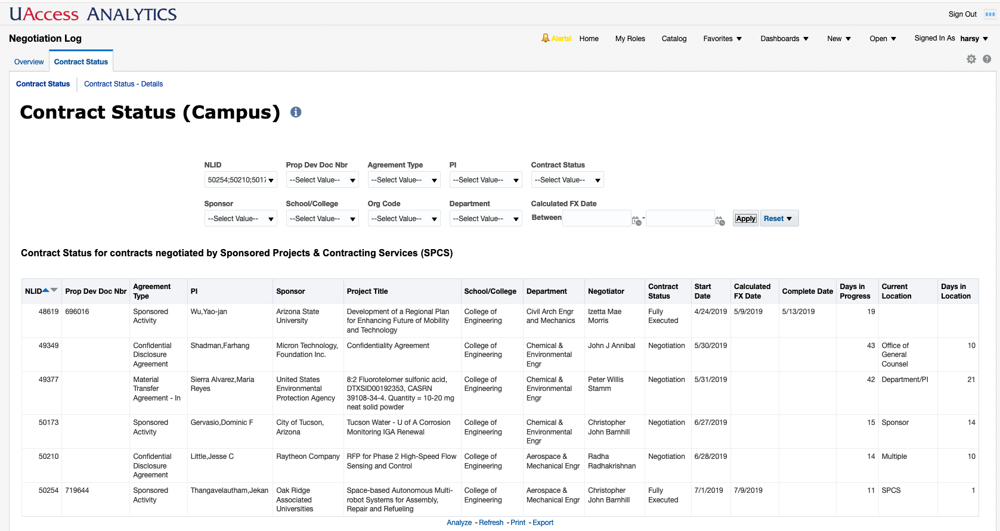 UAccess ANALYTICS
Sign Out
Negotiation Log
Alerts! Home My Roles Catalog Favorites Dashboards New Open Signed In As harsy
Overview Contract Status
Contract Status Contract Status - Details
Contract Status (Campus)
NLID Prop Dev Doc Nbr Agreement Type PI Contract Status
50254;50210;5017 --Select Value-- --Select Value-- --Select Value-- --Select Value--
Sponsor School/College Org Code Department Calculated FX Date
--Select Value-- --Select Value-- --Select Value-- --Select Value-- Between - Apply Reset
Contract Status for contracts negotiated by Sponsored Projects & Contracting Services (SPCS)
Agreement Contract Start Calculated Days in Current Days in
NLID Prop Dev Doc Nbr PI Sponsor Project Title School/College Department Negotiator Complete Date
Type Status Date FX Date Progress Location Location
48619 696016 Sponsored Wu,Yao-jan Arizona State Development of a Regional Plan College of Civil Arch Engr Izetta Mae Fully 4/24/2019 5/9/2019 5/13/2019 19
Activity University for Enhancing Future of Mobility Engineering and Mechanics Morris Executed
and Technology
49349 Confidential Shadman,Farhang Micron Technology, Confidentiality Agreement College of Chemical & John J Annibal Negotiation 5/30/2019 43 Office of 10
Disclosure Foundation Inc. Engineering Environmental General
Agreement Engr Counsel
49377 Material Sierra Alvarez,Maria United States 8:2 Fluorotelomer sulfonic acid, College of Chemical & Peter Willis Negotiation 5/31/2019 42 Department/PI 21
Transfer Reyes Environmental DTXSID00192353, CASRN Engineering Environmental Stamm
Agreement - In Protection Agency 39108-34-4. Quantity = 10-20 mg Engr
neat solid powder
50173 Sponsored Gervasio,Dominic F City of Tucson, Tucson Water - U of A Corrosion College of Chemical & Christopher Negotiation 6/27/2019 15 Sponsor 14
Activity Arizona Monitoring IGA Renewal Engineering Environmental John Barnhill
Engr
50210 Confidential Little,Jesse C Raytheon Company RFP for Phase 2 High-Speed Flow College of Aerospace & Radha Negotiation 6/28/2019 14 Multiple 10
Disclosure Sensing and Control Engineering Mechanical Engr Radhakrishnan
Agreement
50254 719644 Sponsored Thangavelautham,Jekan Oak Ridge Space-based Autonomous Multi- College of Aerospace & Christopher Fully 7/1/2019 7/9/2019 11 SPCS 1
Activity Associated robot Systems for Assembly, Engineering Mechanical Engr John Barnhill Executed
Universities Repair and Refueling
Analyze - Refresh - Print - Export